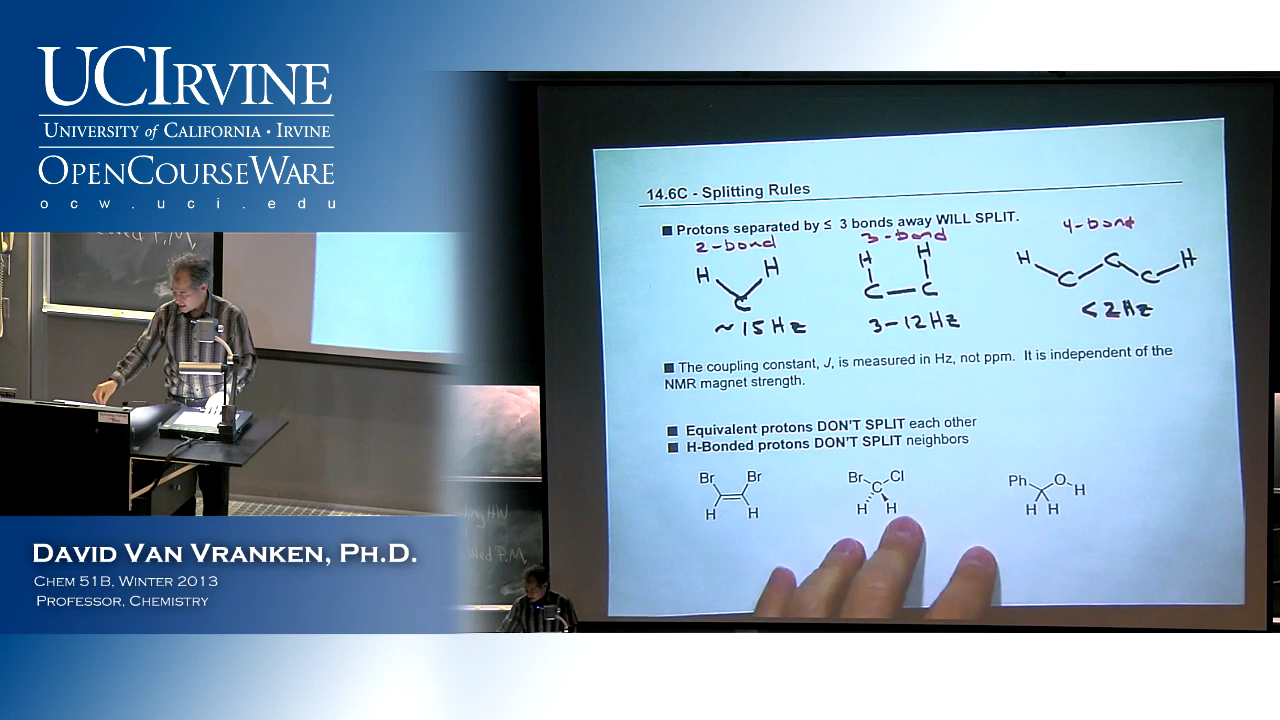 UCIRVINE
UNIVERSITY of CALIFORNIA • IRVINE
OPENCOURSEWARE
ocw.uci.edu
14.6C - Splitting Rules
■ Protons separated by ≤ 3 bonds away WILL SPLIT.
2-bond 3-bond 4-bond
H H H H H H
C C C C C C
~15Hz 3-12Hz <2Hz
■ The coupling constant, J, is measured in Hz, not ppm. It is independent of the
NMR magnet strength.
■ Equivalent protons DON'T SPLIT each other
■ H-Bonded protons DON'T SPLIT neighbors
Br Br Br C Cl Ph O H
H H H H H H
DAVID VAN VRANKEN, PH.D.
CHEM 51B, WINTER 2013
PROFESSOR, CHEMISTRY